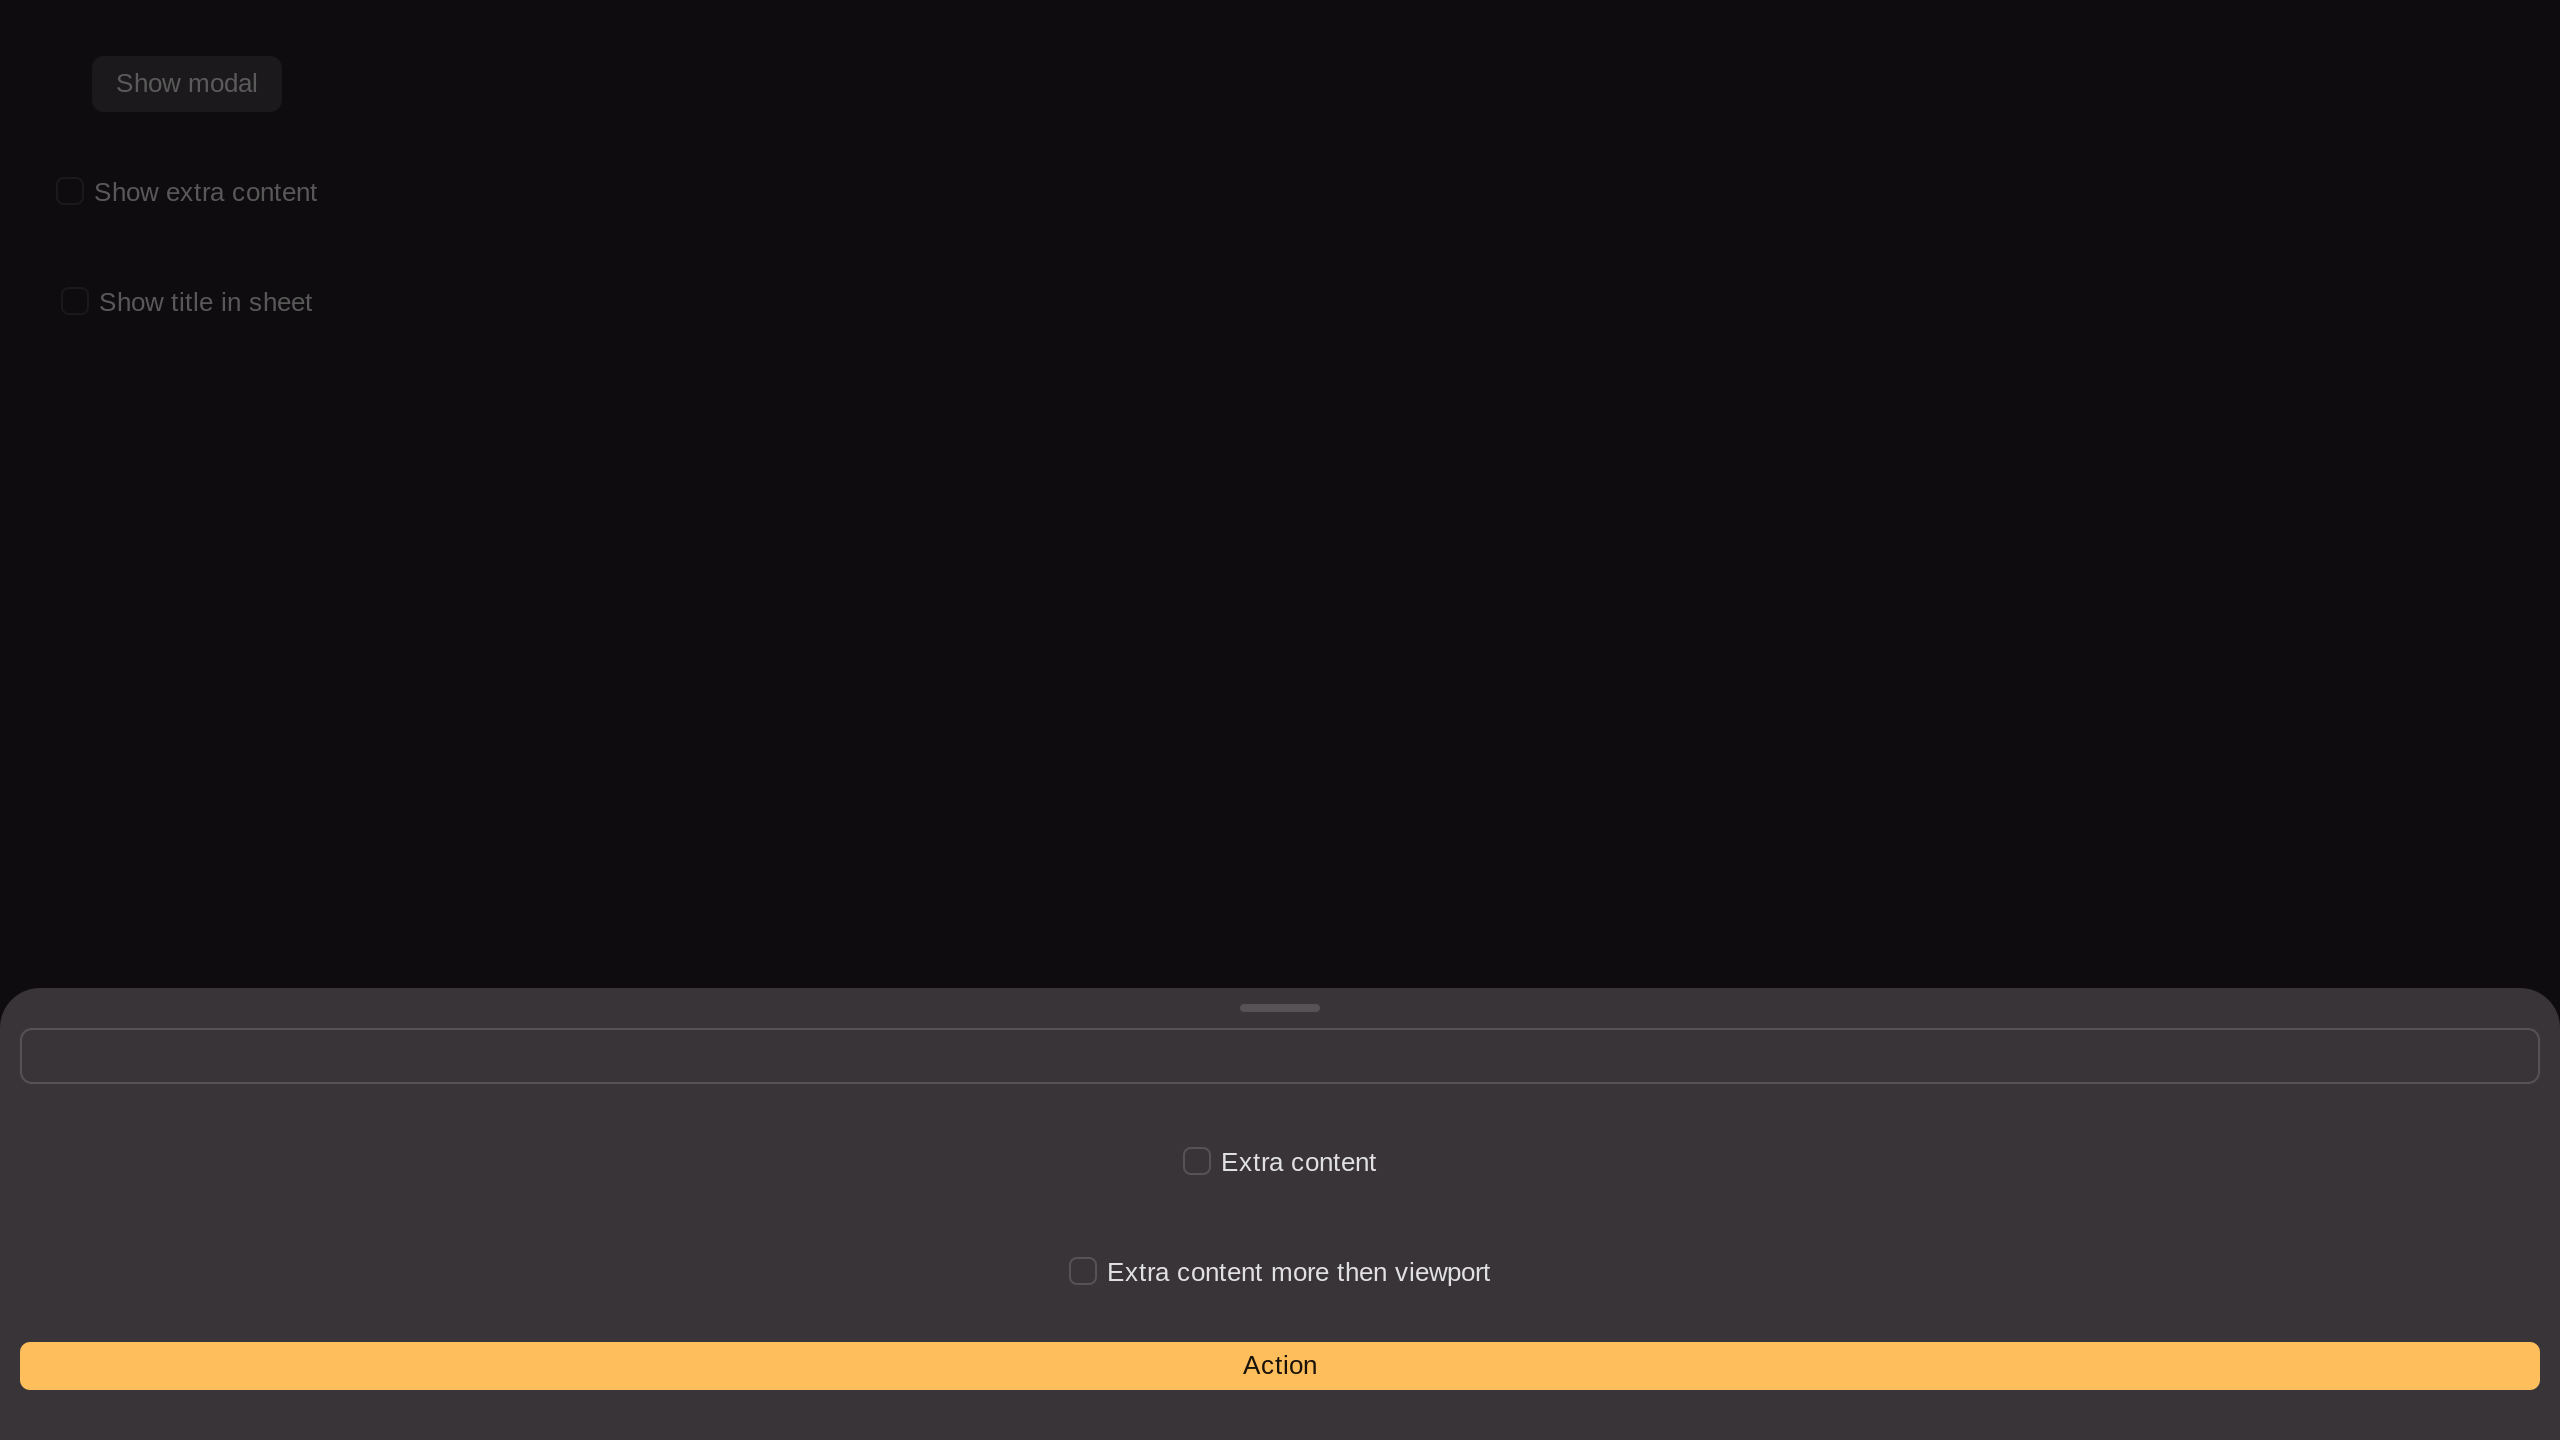 Show modal
Show extra content
Show title in sheet
Extra content
Extra content more then viewport
Action